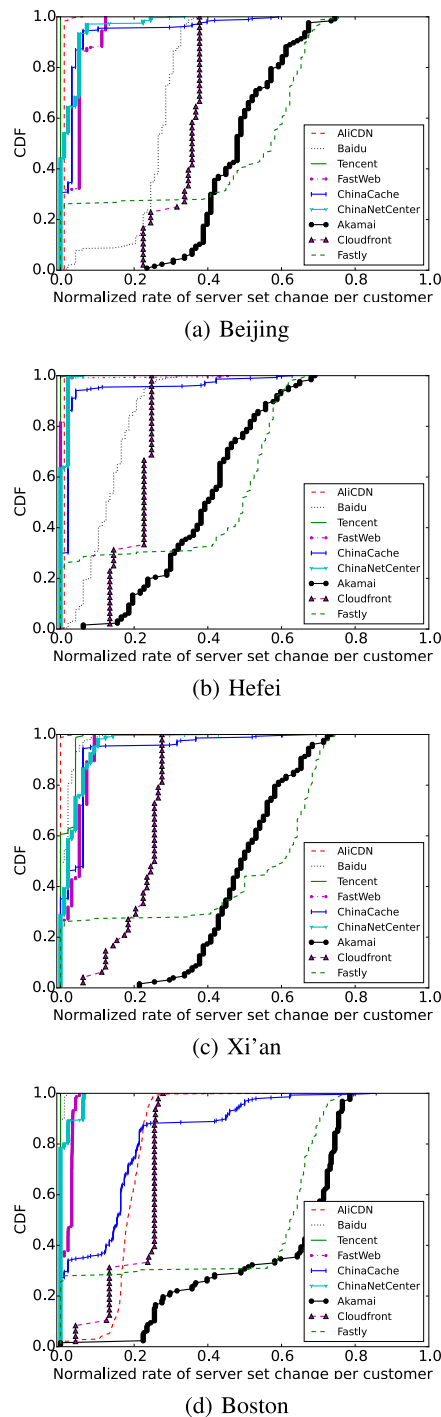 1.0
0.8
0.6
0.4
0.2
0.0
CDF
AliCDN
Baidu
Tencent
FastWeb
ChinaCache
ChinaNetCenter
Akamai
Cloudfront
Fastly
0.0 0.2 0.4 0.6 0.8 1.0
Normalized rate of server set change per customer
(a) Beijing
1.0
0.8
0.6
0.4
0.2
0.0
CDF
AliCDN
Baidu
Tencent
FastWeb
ChinaCache
ChinaNetCenter
Akamai
Cloudfront
Fastly
0.0 0.2 0.4 0.6 0.8 1.0
Normalized rate of server set change per customer
(b) Hefei
1.0
0.8
0.6
0.4
0.2
0.0
CDF
AliCDN
Baidu
Tencent
FastWeb
ChinaCache
ChinaNetCenter
Akamai
Cloudfront
Fastly
0.0 0.2 0.4 0.6 0.8 1.0
Normalized rate of server set change per customer
(c) Xi'an
1.0
0.8
0.6
0.4
0.2
0.0
CDF
AliCDN
Baidu
Tencent
FastWeb
ChinaCache
ChinaNetCenter
Akamai
Cloudfront
Fastly
0.0 0.2 0.4 0.6 0.8 1.0
Normalized rate of server set change per customer
(d) Boston